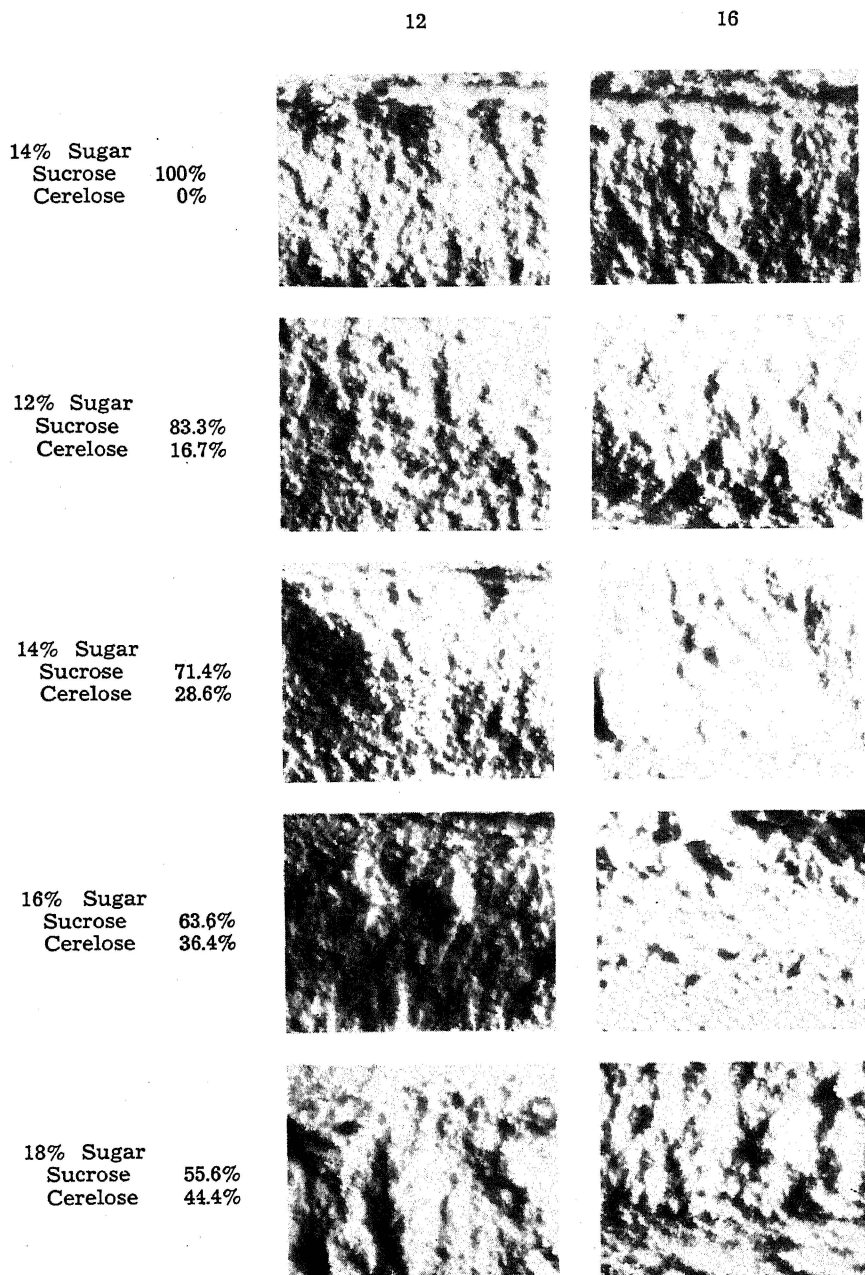 12 16
14% Sugar
Sucrose 100%
Cerelose 0%
12% Sugar
Sucrose 83.3%
Cerelose 16.7%
14% Sugar
Sucrose 71.4%
Cerelose 28.6%
16% Sugar
Sucrose 63.6%
Cerelose 36.4%
18% Sugar
Sucrose 55.6%
Cerelose 44.4%